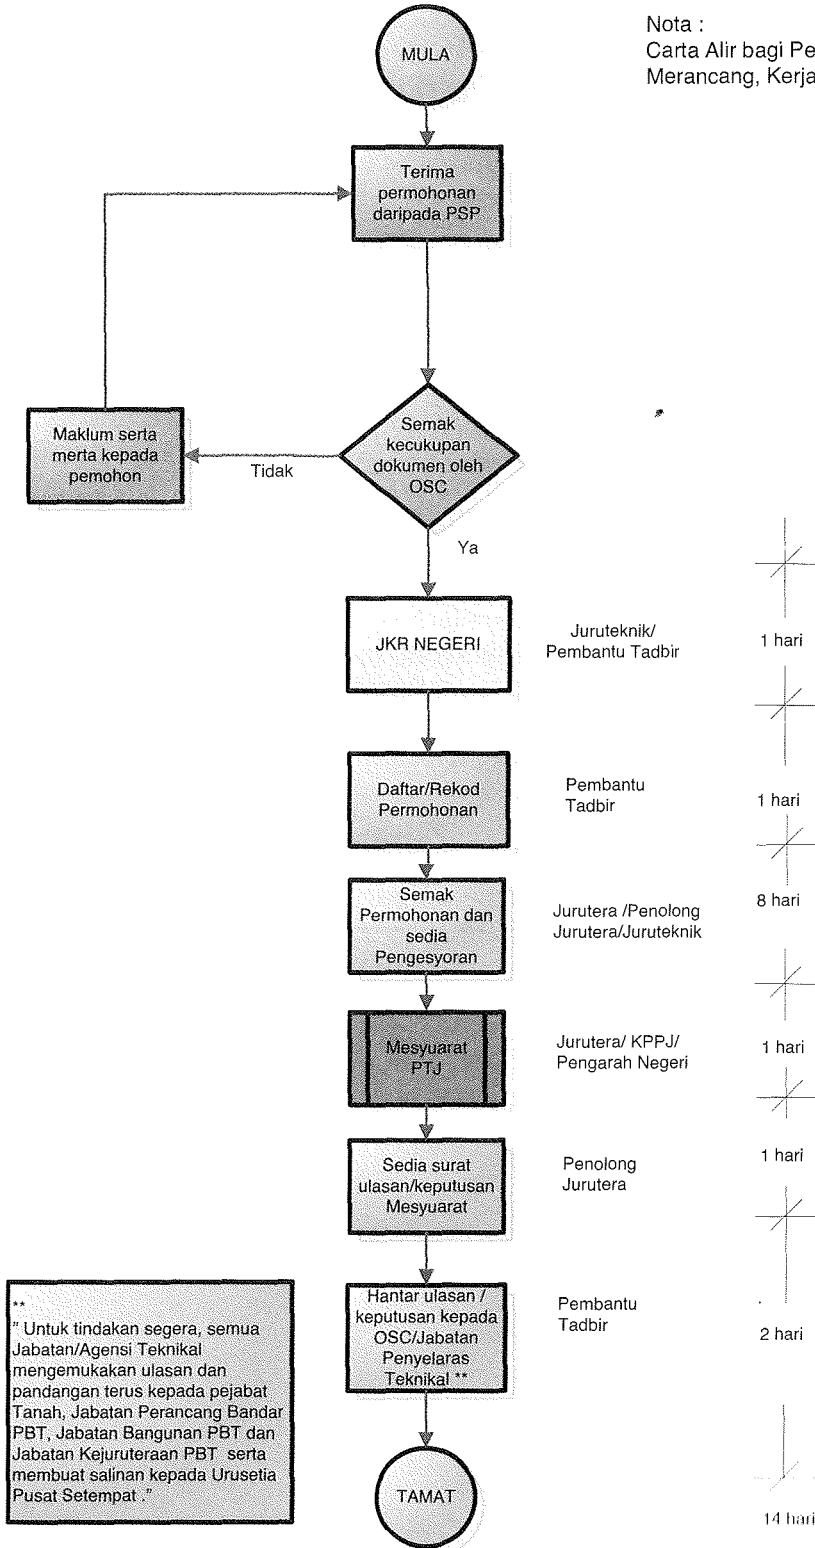 MULA
Nota :
Carta Alir bagi Pe
Merancang, Kerja
Terima
permohonan
daripada PSP
Maklum serta
merta kepada
pemohon
Tidak
Semak
kecukupan
dokumen oleh
OSC
Ya
JKR NEGERI
Juruteknik/
Pembantu Tadbir
1 hari
Daftar/Rekod
Permohonan
Pembantu
Tadbir
1 hari
Semak
Permohonan dan
sedia
Pengesyoran
Jurutera /Penolong
Jurutera/Juruteknik
8 hari
Mesyuarat
PTJ
Jurutera/ KPPJ/
Pengarah Negeri
1 hari
Sedia surat
ulasan/keputusan
Mesyuarat
Penolong
Jurutera
1 hari
Hantar ulasan /
keputusan kepada
OSC/Jabatan
Penyelaras
Teknikal **
Pembantu
Tadbir
2 hari
**
" Untuk tindakan segera, semua
Jabatan/Agensi Teknikal
mengemukakan ulasan dan
pandangan terus kepada pejabat
Tanah, Jabatan Perancang Bandar
PBT, Jabatan Bangunan PBT dan
Jabatan Kejuruteraan PBT serta
membuat salinan kepada Urusetia
Pusat Setempat ."
TAMAT
14 hari